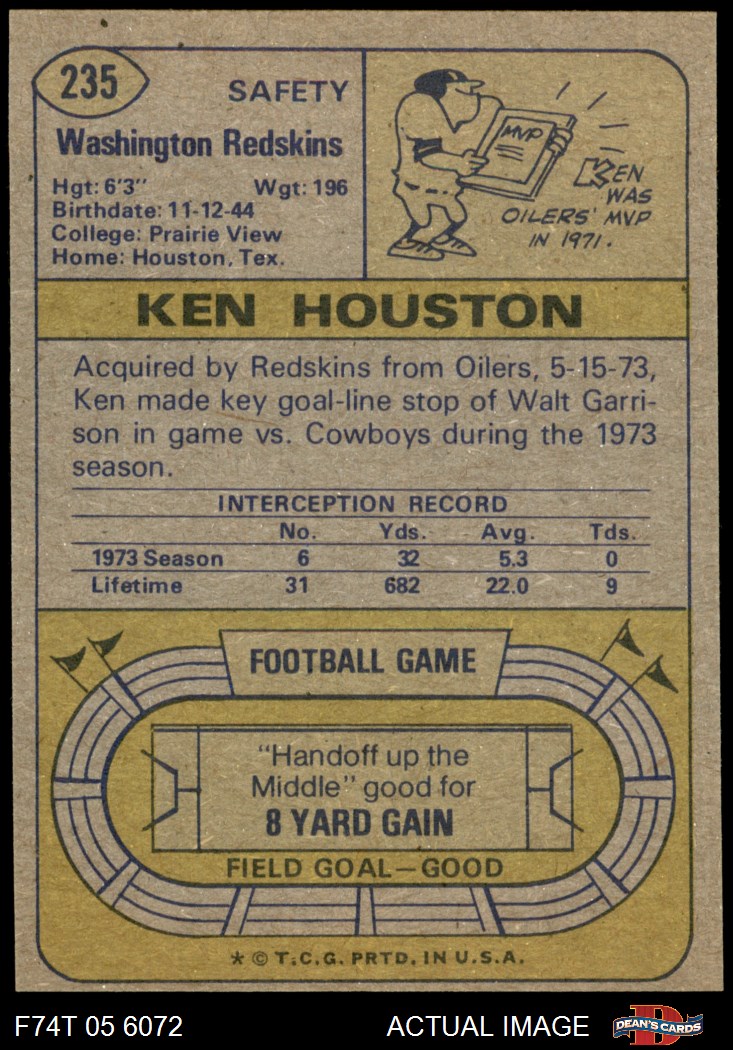 235
SAFETY
Washington Redskins
Hgt: 6'3" Wgt: 196
Birthdate: 11-12-44
College: Prairie View
Home: Houston, Tex.
MVP
KEN
WAS
OILERS' MVP
IN 1971.
KEN HOUSTON
Acquired by Redskins from Oilers, 5-15-73,
Ken made key goal-line stop of Walt Garri-
son in game vs. Cowboys during the 1973
season.
INTERCEPTION RECORD
No. Yds. Avg. Tds.
1973 Season 6 32 5.3 0
Lifetime 31 682 22.0 9
FOOTBALL GAME
"Handoff up the
Middle" good for
8 YARD GAIN
FIELD GOAL—GOOD
* © T.C.G. PRTD. IN U.S.A.
F74T 05 6072 ACTUAL IMAGE
D
DEAN'S CARDS